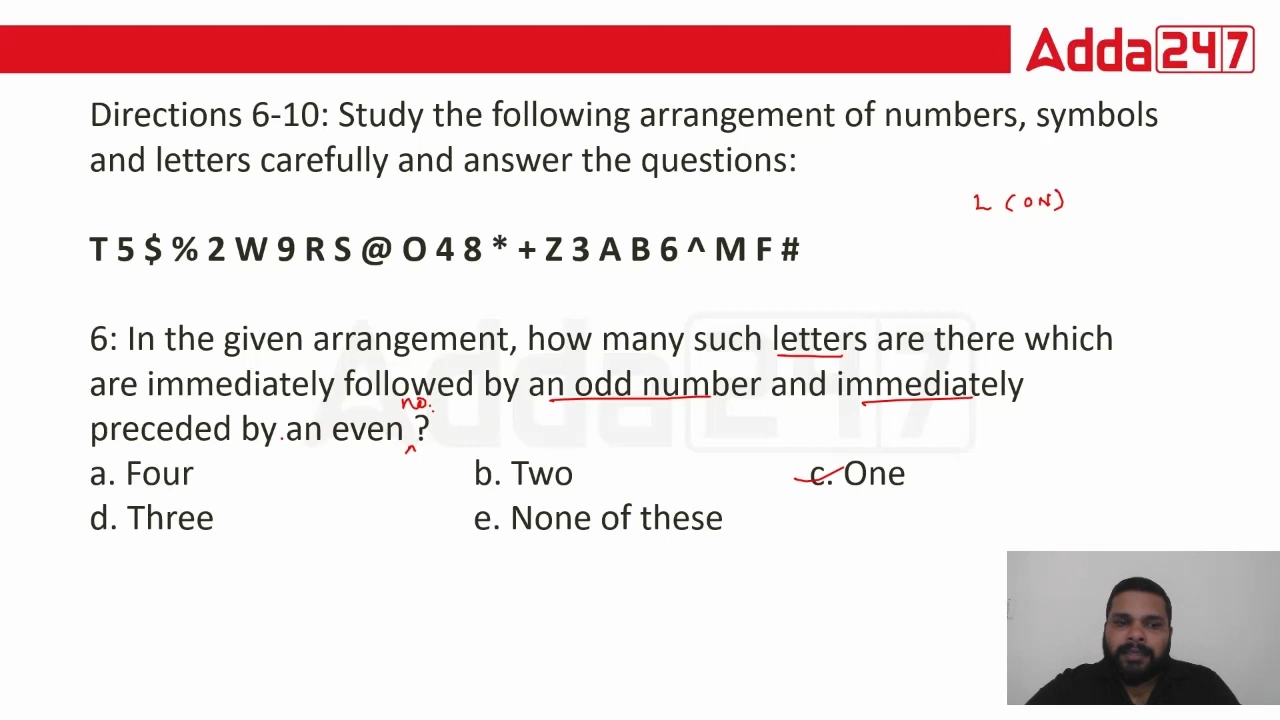 Adda247
Directions 6-10: Study the following arrangement of numbers, symbols
and letters carefully and answer the questions:
L (ON)
T 5 $ % 2 W 9 R S @ O 4 8 * + Z 3 A B 6 ^ M F #
6: In the given arrangement, how many such letters are there which
are immediately followed by an odd number and immediately
no.
preceded by an even ?
^
a. Four b. Two c. One
d. Three e. None of these
Adda247